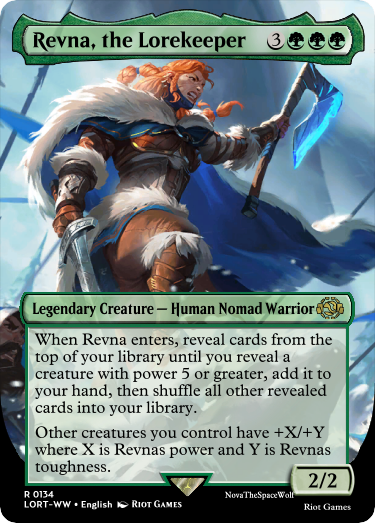 Revna, the Lorekeeper 3
Legendary Creature — Human Nomad Warrior
When Revna enters, reveal cards from the
top of your library until you reveal a
creature with power 5 or greater, add it to
your hand, then shuffle all other revealed
cards into your library.
Other creatures you control have +X/+Y
where X is Revnas power and Y is Revnas
toughness.
2/2
R 0134
LORT-WW • English Riot Games
NovaTheSpaceWolf
Riot Games